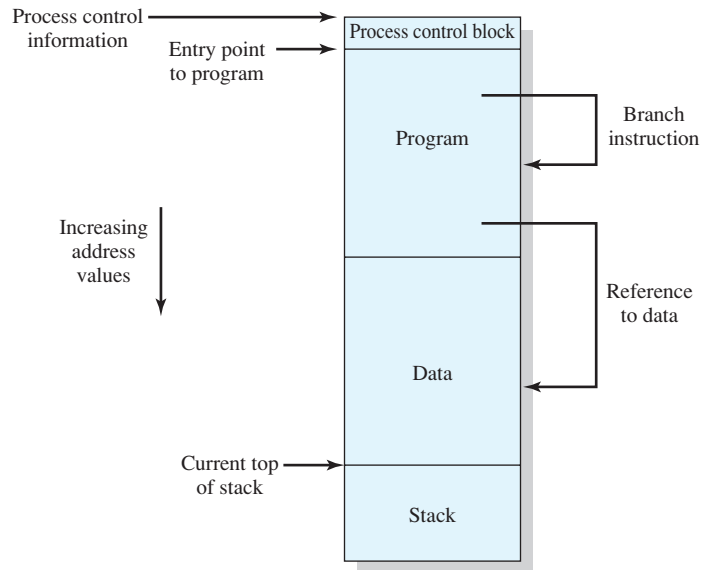 Process control
information
Process control block
Entry point
to program
Branch
instruction
Program
Increasing
address
values
Reference
to data
Data
Current top
of stack
Stack